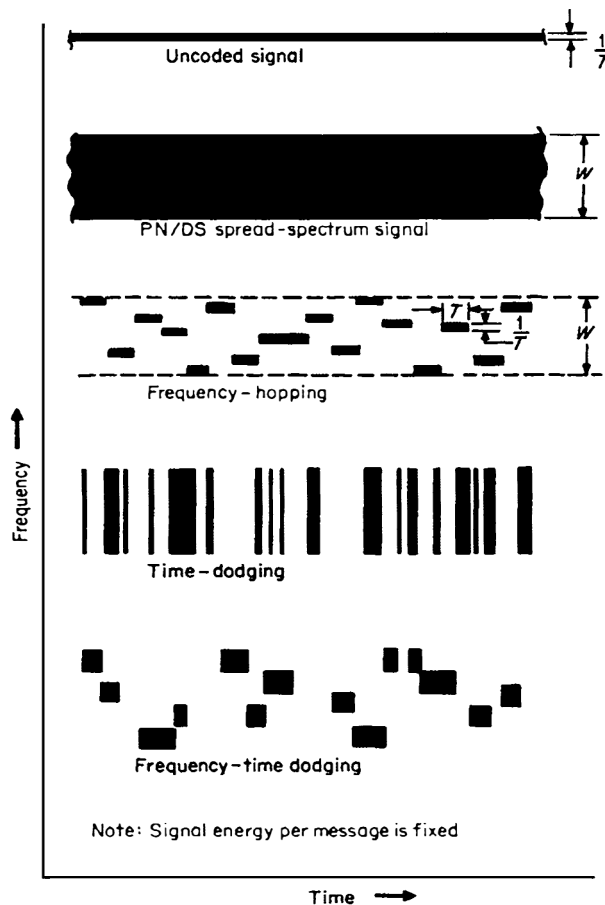 1/T
Uncoded signal
W
PN/DS spread-spectrum signal
T
1/T
W
Frequency-hopping
Frequency
Time-dodging
Frequency-time dodging
Note: Signal energy per message is fixed
Time